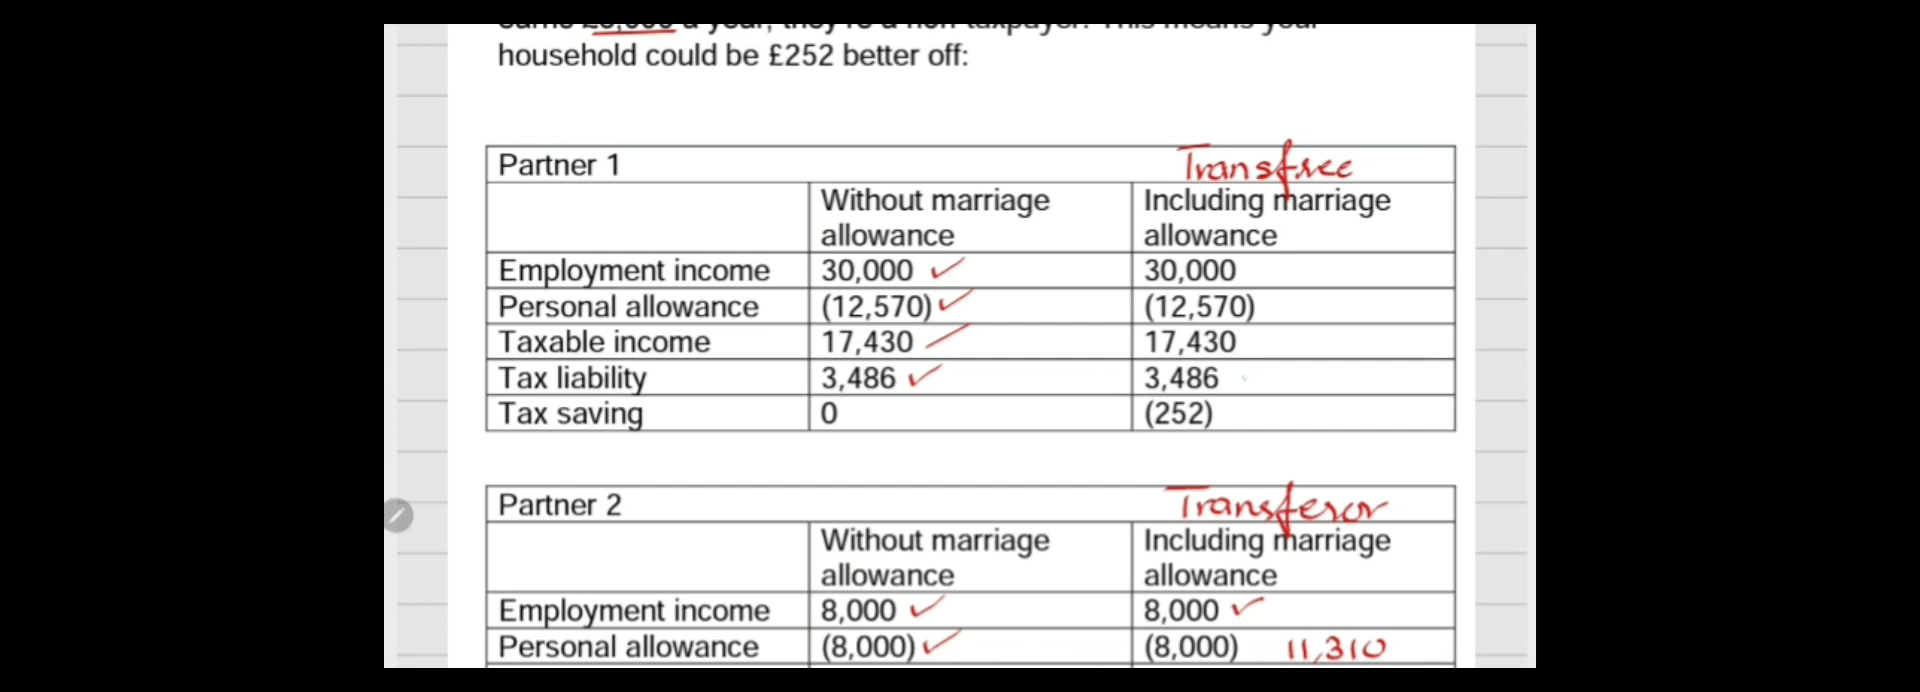 household could be £252 better off:
Partner 1 Transfree
Without marriage allowance Including marriage allowance
Employment income 30,000 ✓ 30,000
Personal allowance (12,570) ✓ (12,570)
Taxable income 17,430 17,430
Tax liability 3,486 ✓ 3,486
Tax saving 0 (252)
Partner 2 Transferor
Without marriage allowance Including marriage allowance
Employment income 8,000 ✓ 8,000 ✓
Personal allowance (8,000) ✓ (8,000) 11,310